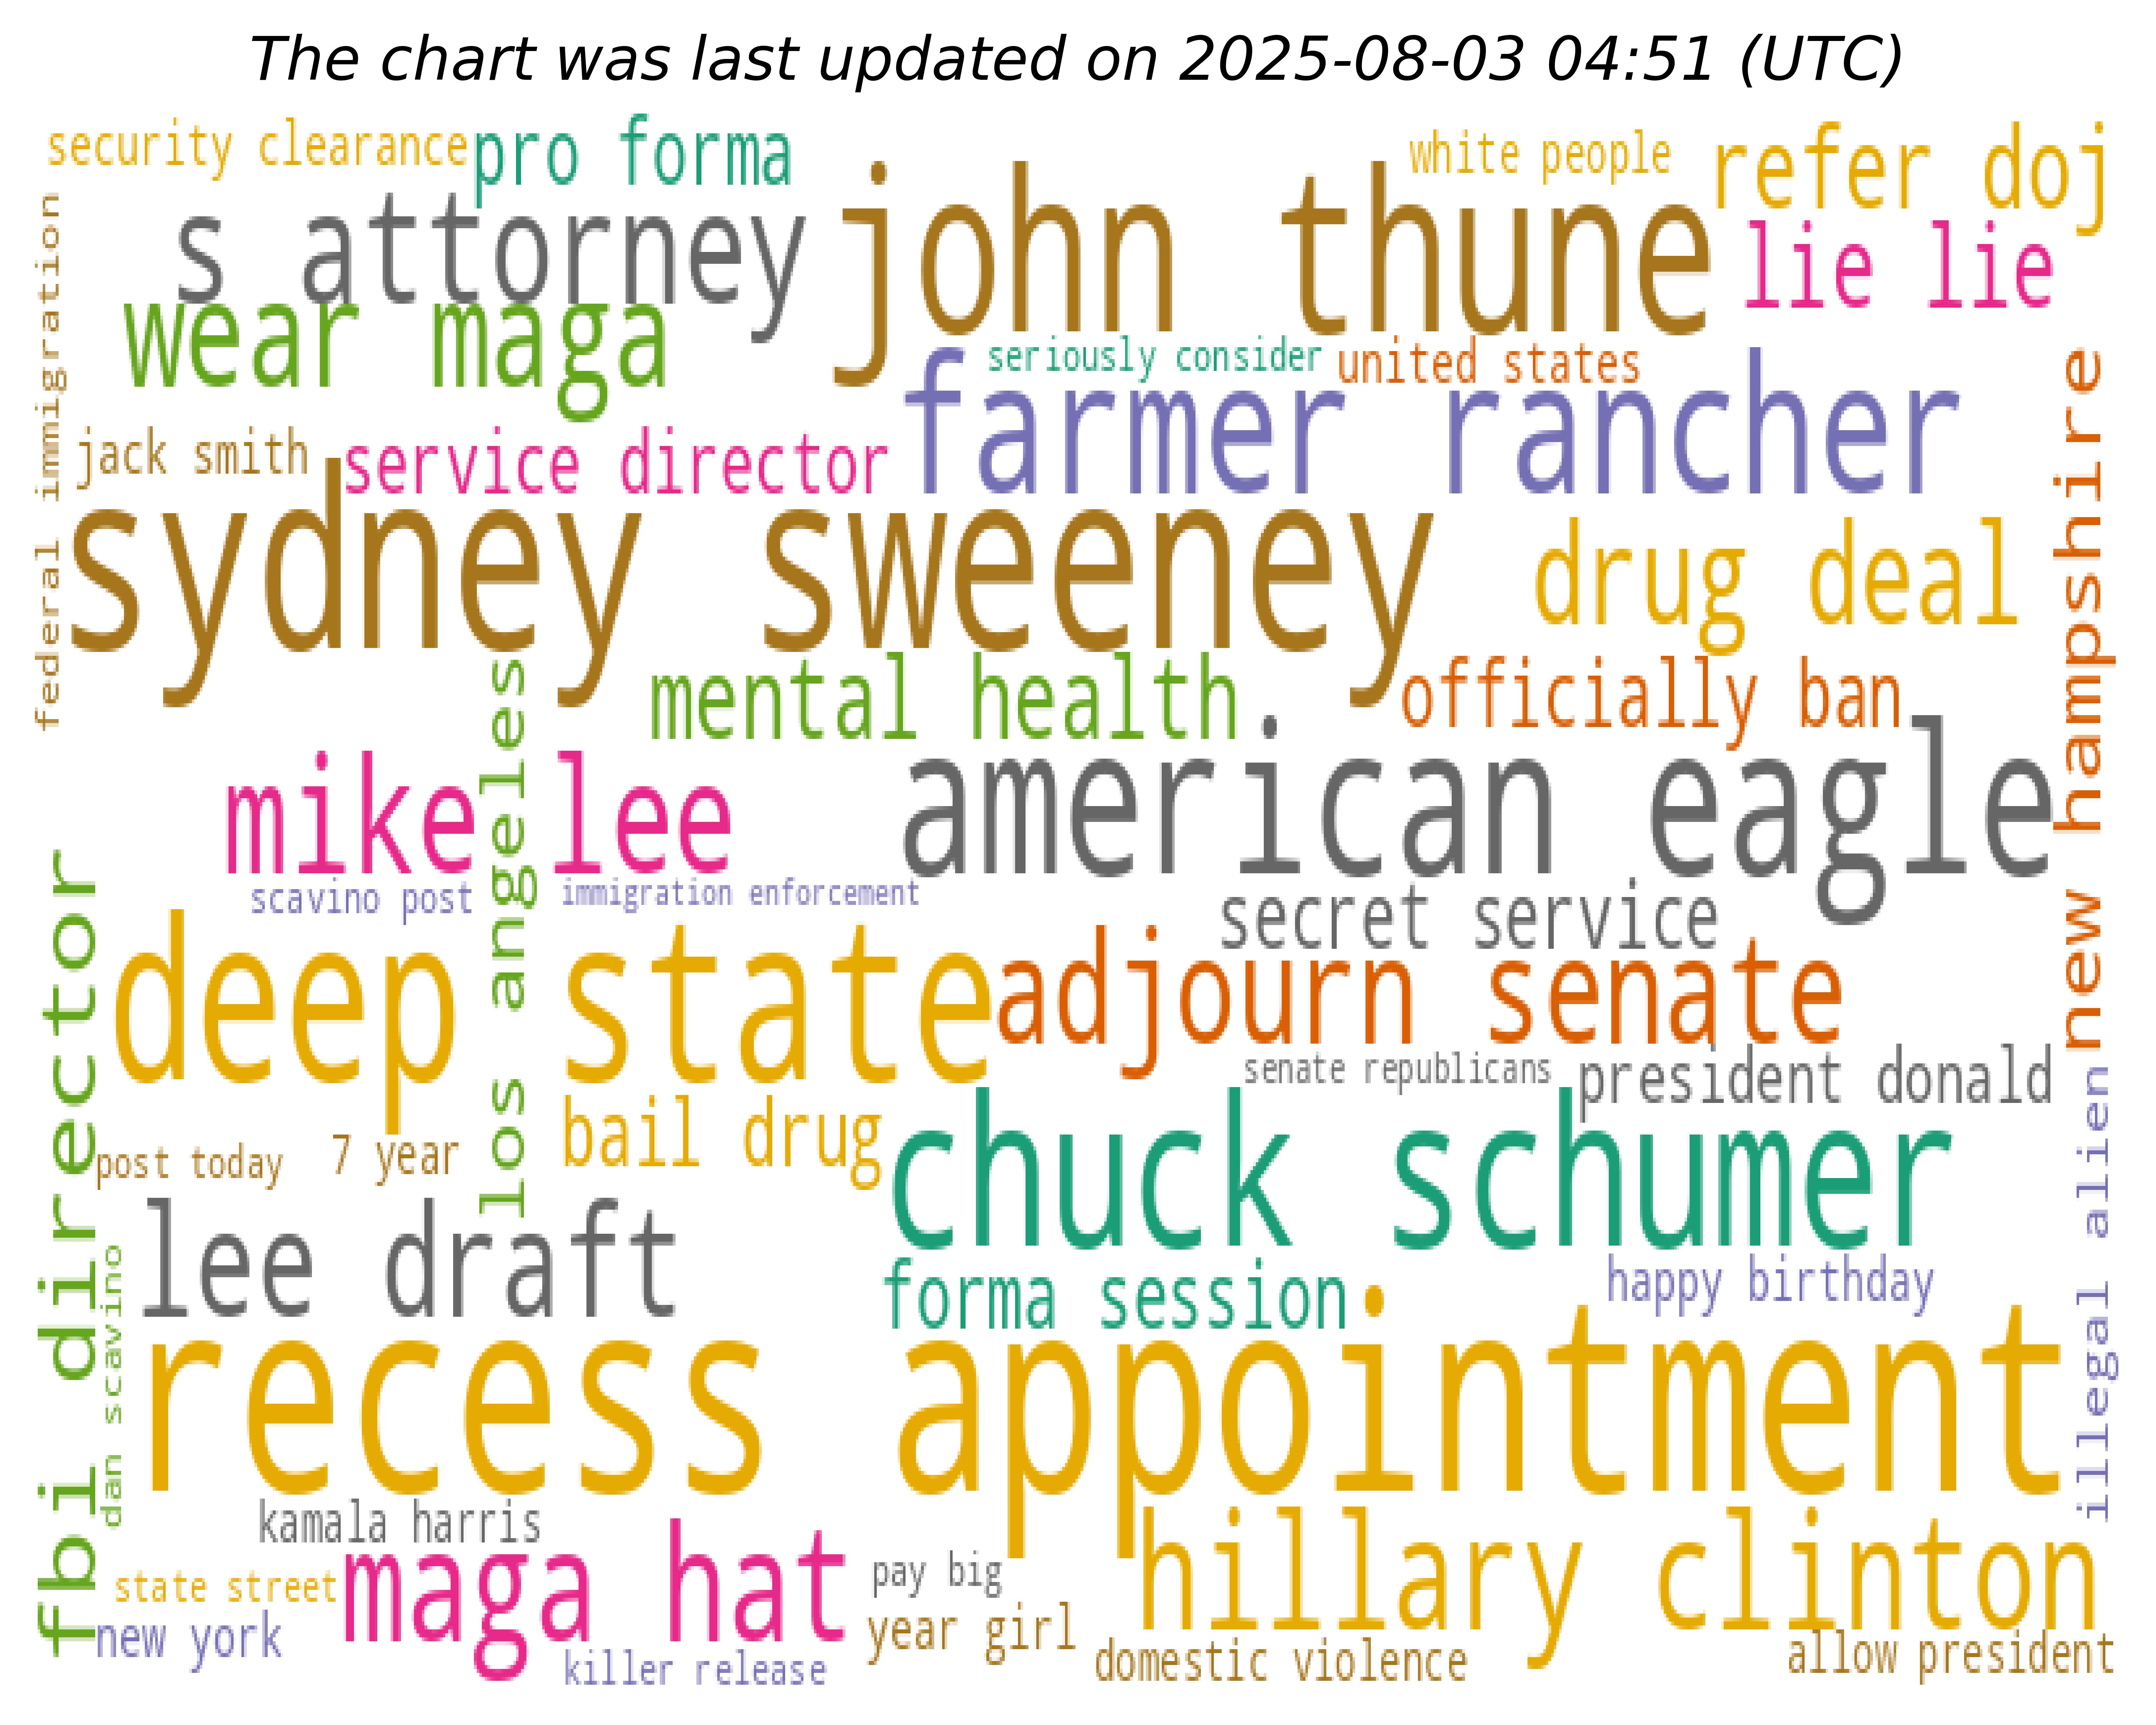 The chart was last updated on 2025-08-03 04:51 (UTC)
security clearance
pro forma
white people
refer doj
s attorney
john thune
lie lie
federal immigration
wear maga
seriously consider
united states
new hampshire
jack smith
service director
farmer rancher
sydney sweeney
drug deal
mental health
officially ban
los angeles
mike lee
american eagle
scavino post
immigration enforcement
secret service
fbi director
deep state
adjourn senate
senate republicans
president donald
illegal alien
post today
7 year
bail drug
chuck schumer
lee draft
forma session
happy birthday
dan scavino
recess appointment
kamala harris
maga hat
pay big
hillary clinton
state street
new york
year girl
killer release
domestic violence
allow president